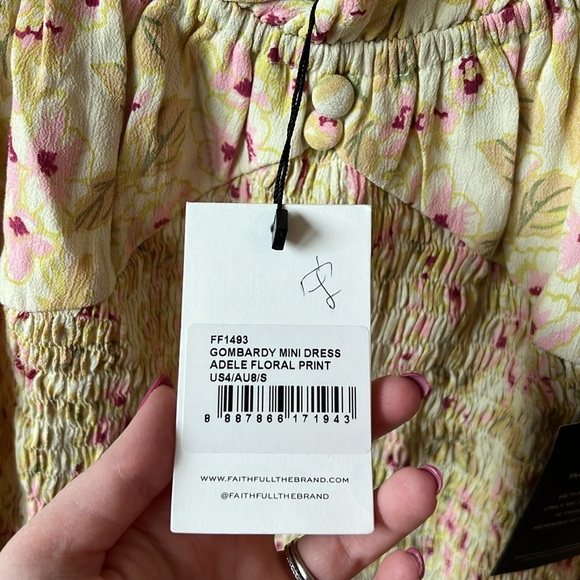 FF1493
GOMBARDY MINI DRESS
ADELE FLORAL PRINT
US4/AU8/S
8 887866 171943
WWW.FAITHFULLTHEBRAND.COM
@FAITHFULLTHEBRAND